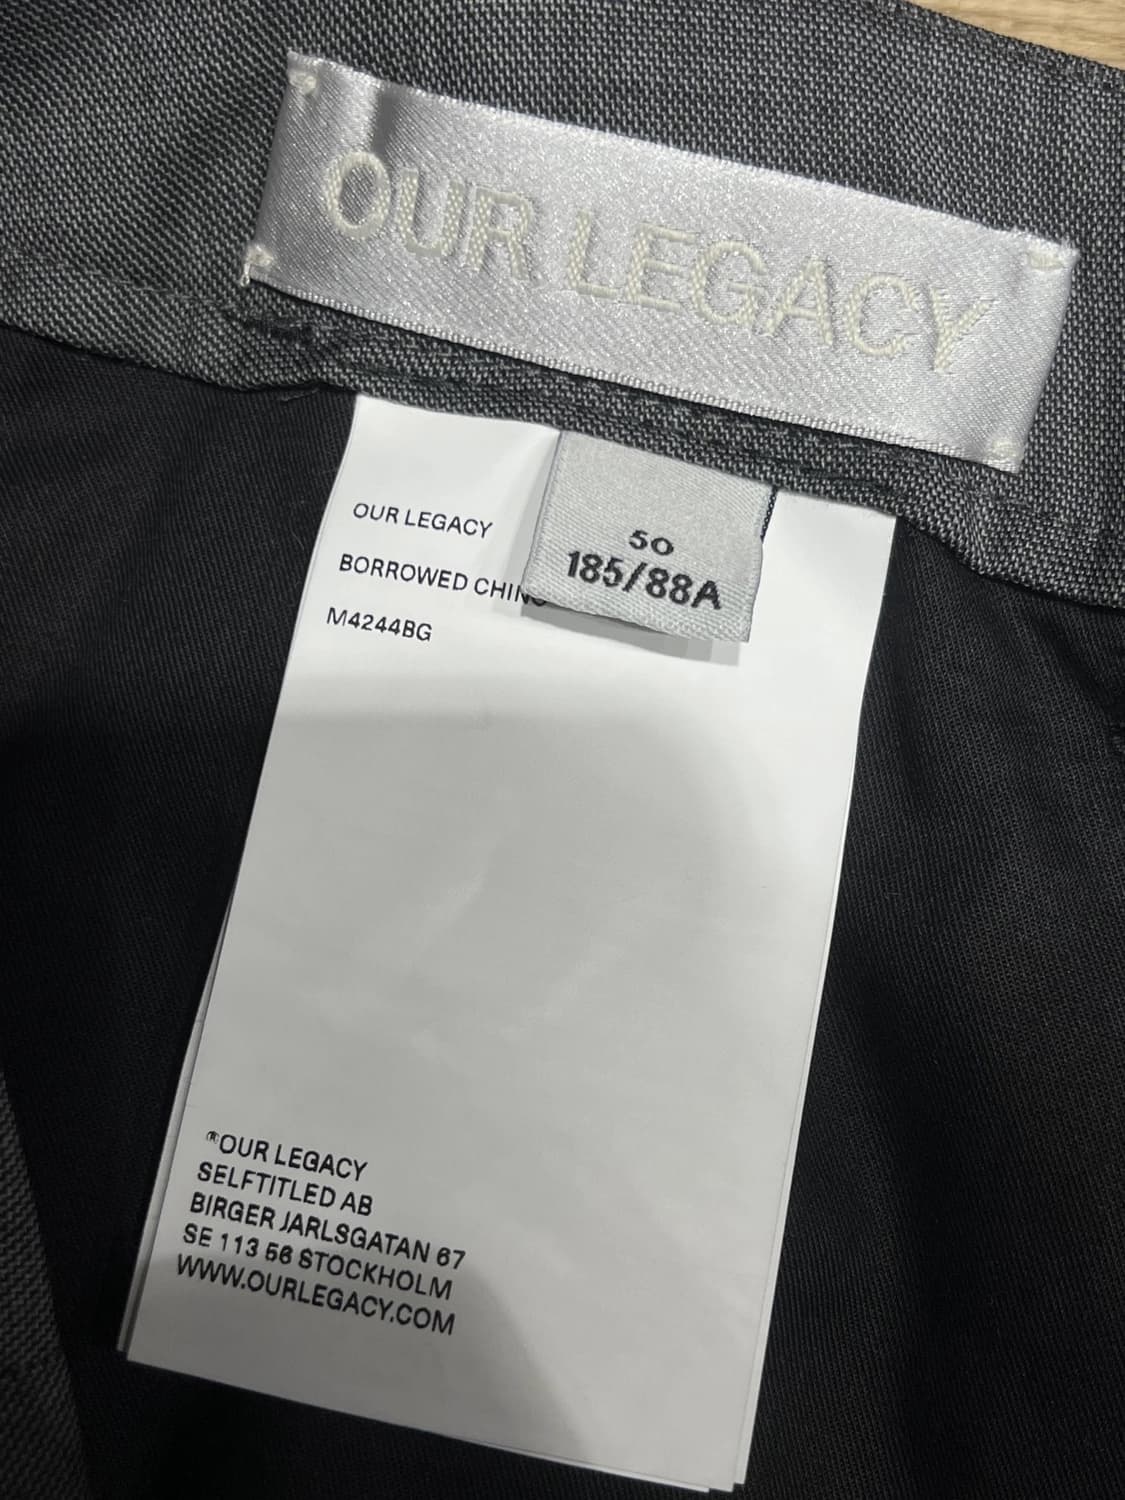 OUR LEGACY
50
185/88A
OUR LEGACY
BORROWED CHINO
M4244BG
®OUR LEGACY
SELFTITLED AB
BIRGER JARLSGATAN 67
SE 113 56 STOCKHOLM
WWW.OURLEGACY.COM